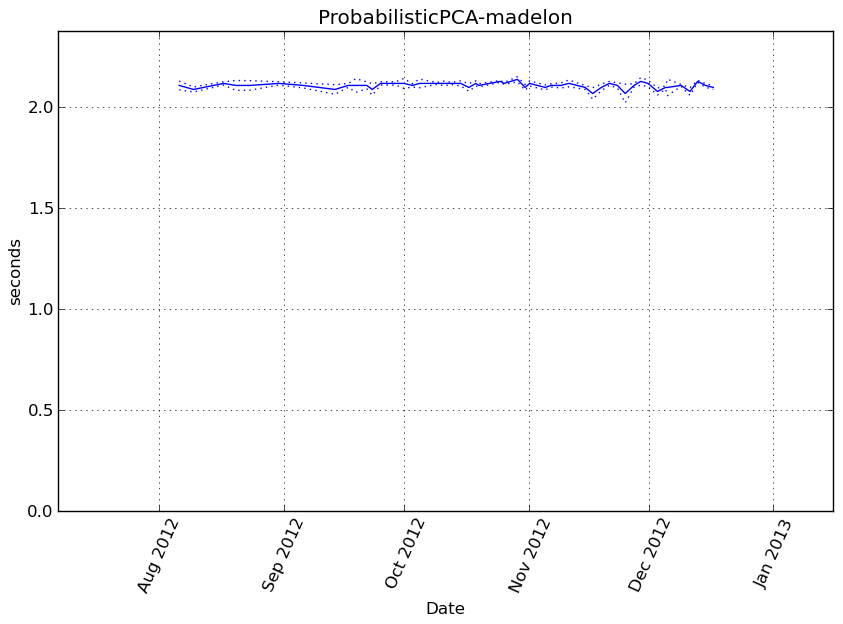 ProbabilisticPCA-madelon
2.0
1.5
1.0
0.5
0.0
seconds
Aug 2012
Sep 2012
Oct 2012
Nov 2012
Dec 2012
Jan 2013
Date